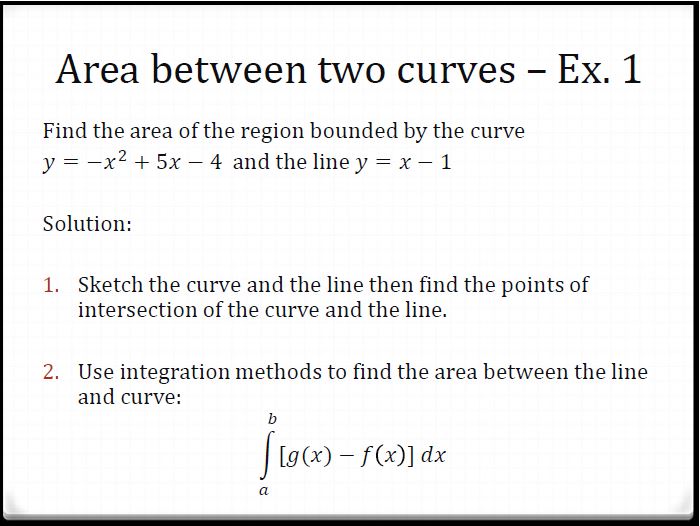 Area between two curves – Ex. 1
Find the area of the region bounded by the curve
y = −x² + 5x − 4 and the line y = x − 1
Solution:
1. Sketch the curve and the line then find the points of
intersection of the curve and the line.
2. Use integration methods to find the area between the line
and curve:
b
∫ [g(x) − f(x)] dx
a